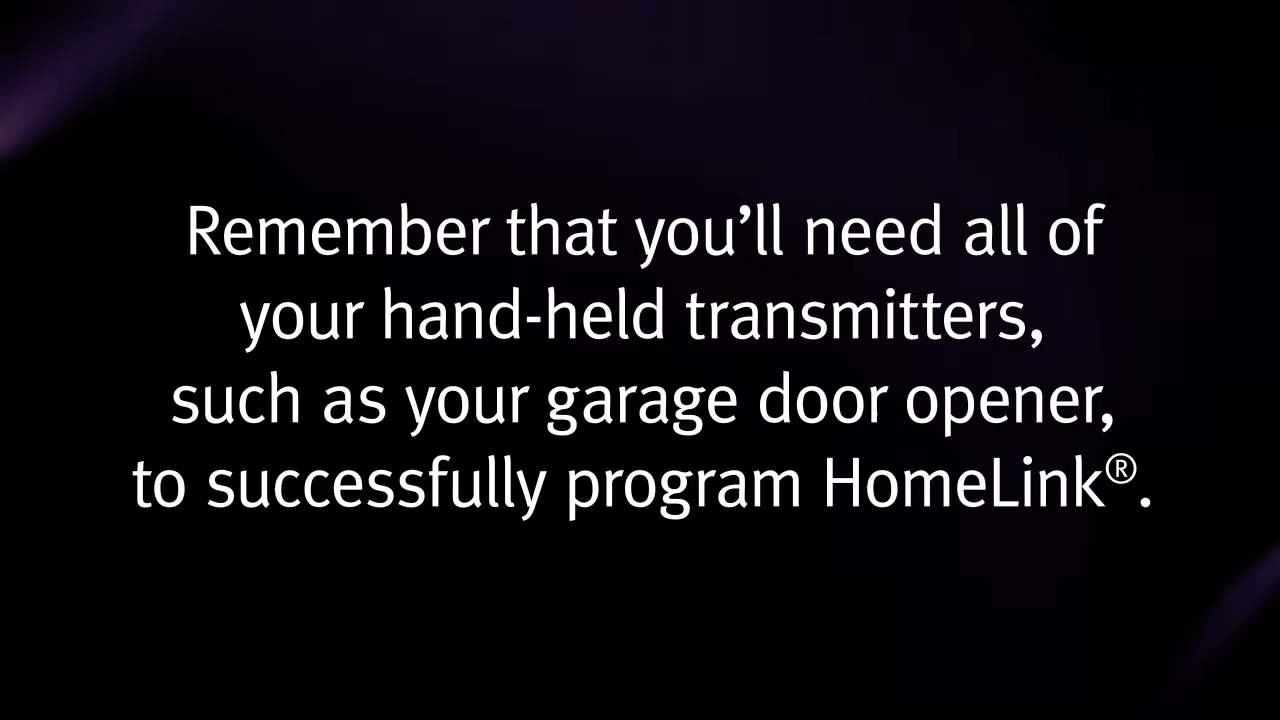 Remember that you’ll need all of
your hand-held transmitters,
such as your garage door opener,
to successfully program HomeLink®.